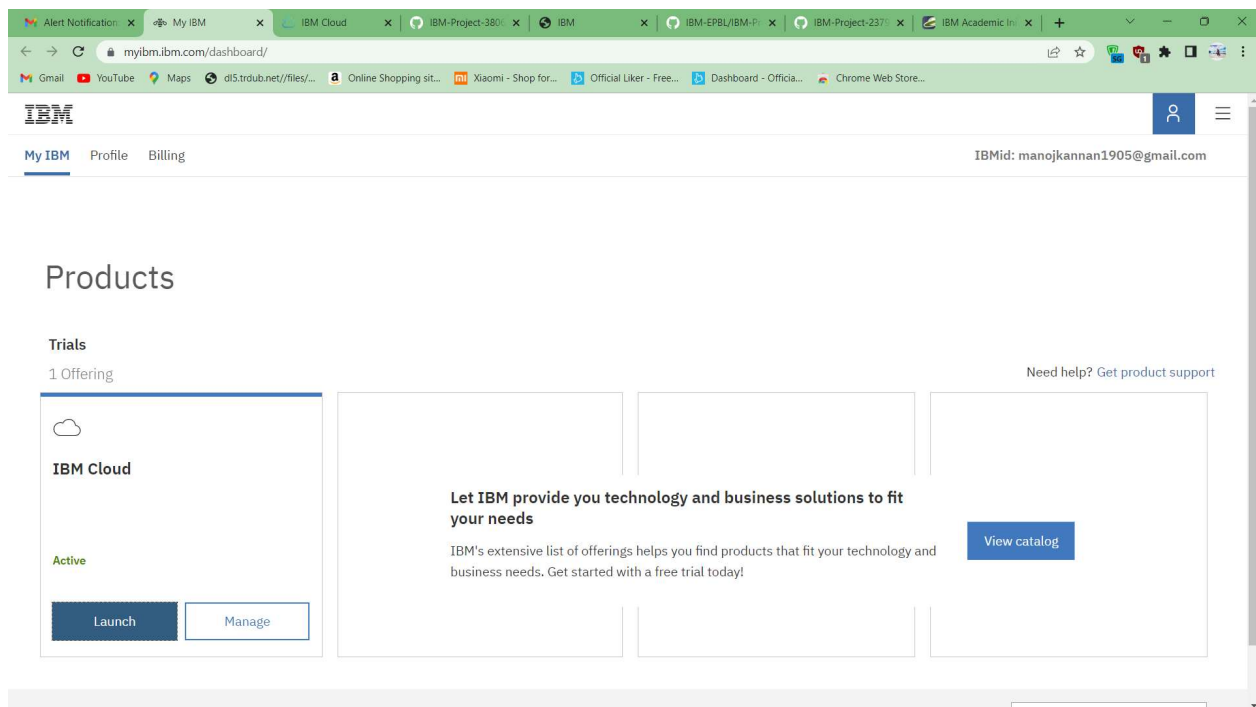 Alert Notification
My IBM
IBM Cloud
IBM-Project-3806
IBM
IBM-EPBL/IBM-Pr
IBM-Project-2379
IBM Academic Ini
myibm.ibm.com/dashboard/
Gmail
YouTube
Maps
dl5.trdub.net//files/...
Online Shopping sit...
Xiaomi - Shop for...
Official Liker - Free...
Dashboard - Officia...
Chrome Web Store...
IBM
My IBM Profile Billing
IBMid: manojkannan1905@gmail.com
Products
Trials
1 Offering
Need help? Get product support
IBM Cloud
Active
Launch
Manage
Let IBM provide you technology and business solutions to fit
your needs
IBM's extensive list of offerings helps you find products that fit your technology and
business needs. Get started with a free trial today!
View catalog